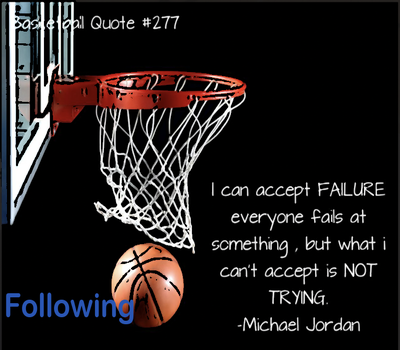 Basketball Quote #277
I can accept FAILURE
everyone fails at
something , but what i
can't accept is NOT
TRYING.
-Michael Jordan
Following